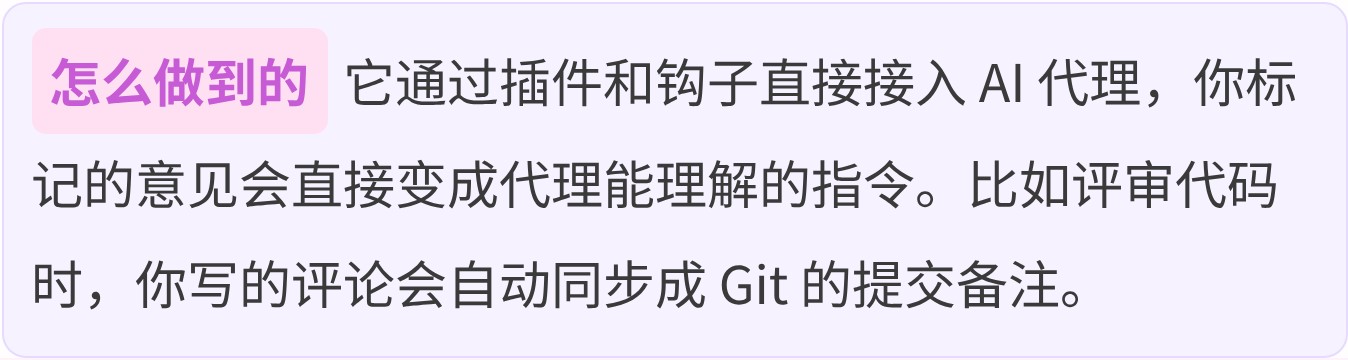 怎么做到的 它通过插件和钩子直接接入 AI 代理，你标
记的意见会直接变成代理能理解的指令。比如评审代码
时，你写的评论会自动同步成 Git 的提交备注。